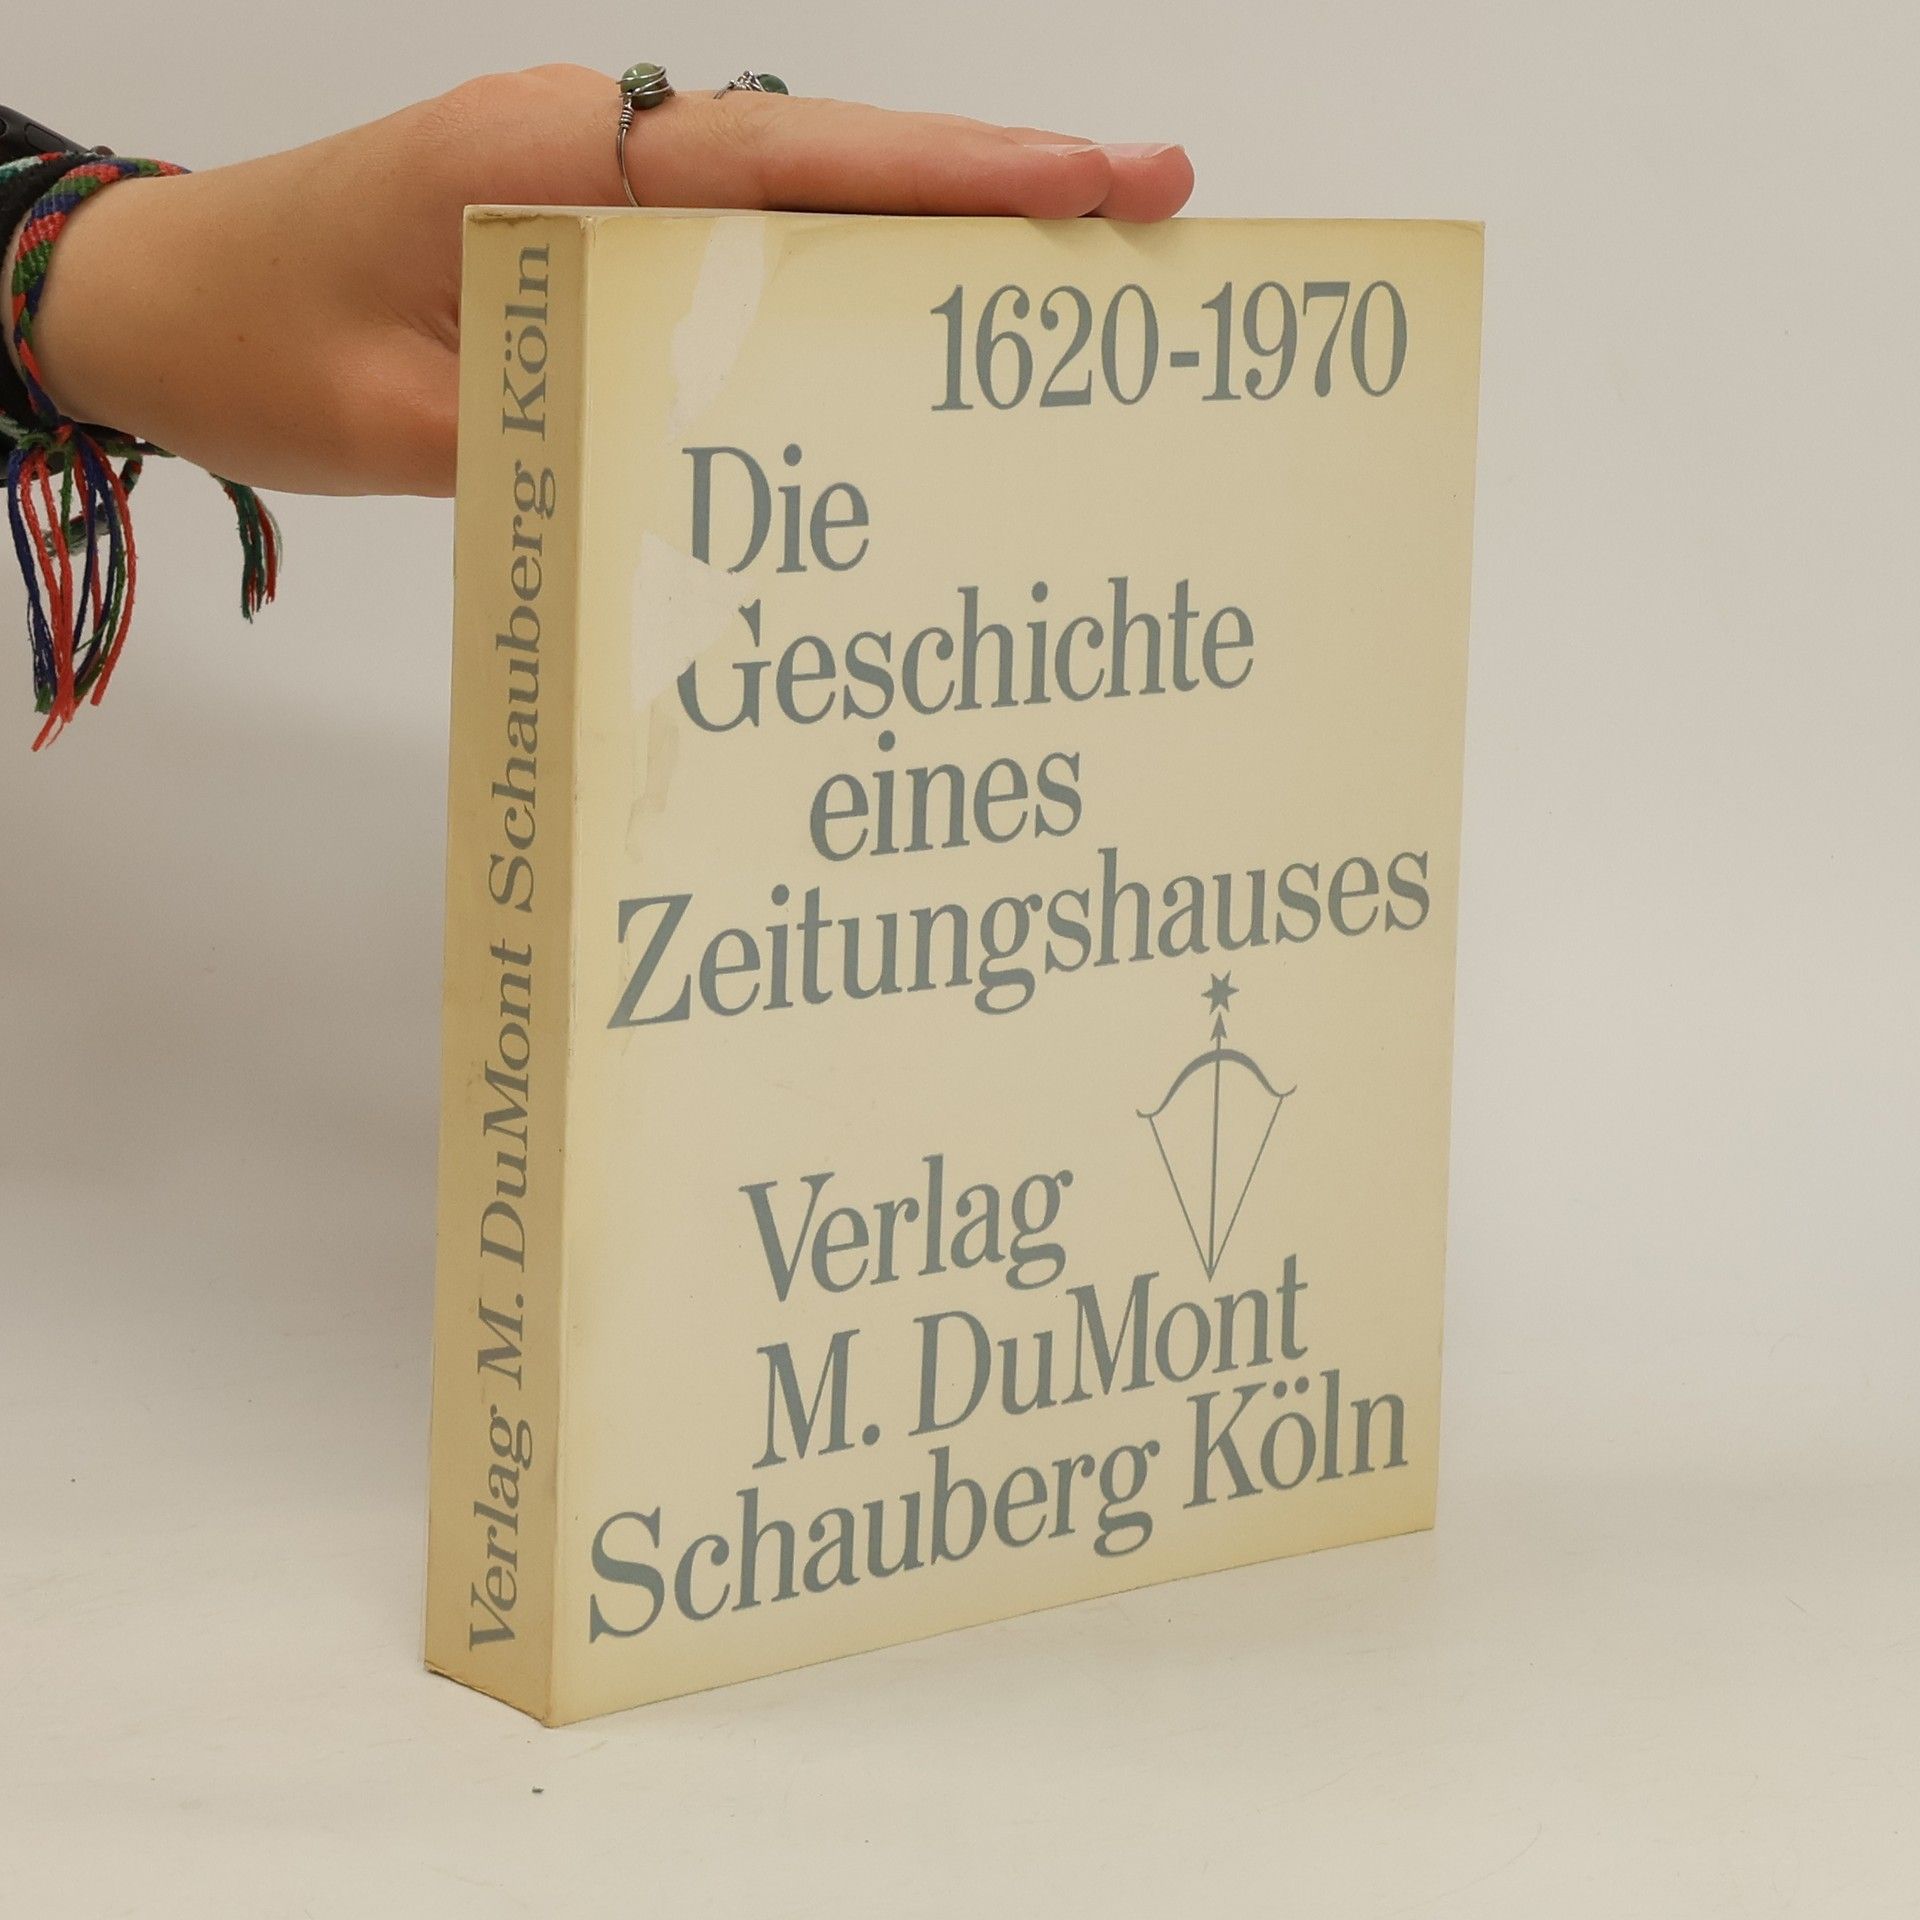 Verlag M. DuMont Schauberg Köln
1620-1970
Die
Geschichte
eines
Zeitungshauses
Verlag
M. DuMont
Schauberg Köln